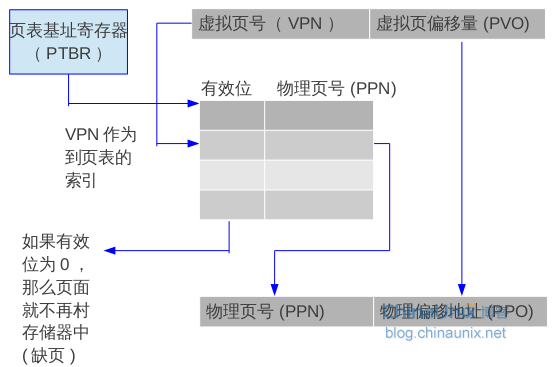 页表基址寄存器
（ PTBR ）
虚拟页号（ VPN ）
虚拟页偏移量 (PVO)
有效位
物理页号 (PPN)
VPN 作为
到页表的
索引
如果有效
位为 0 ，
那么页面
就不再村
存储器中
( 缺页 )
物理页号 (PPN)
物理偏移地址 (PPO)
blog.chinaunix.net